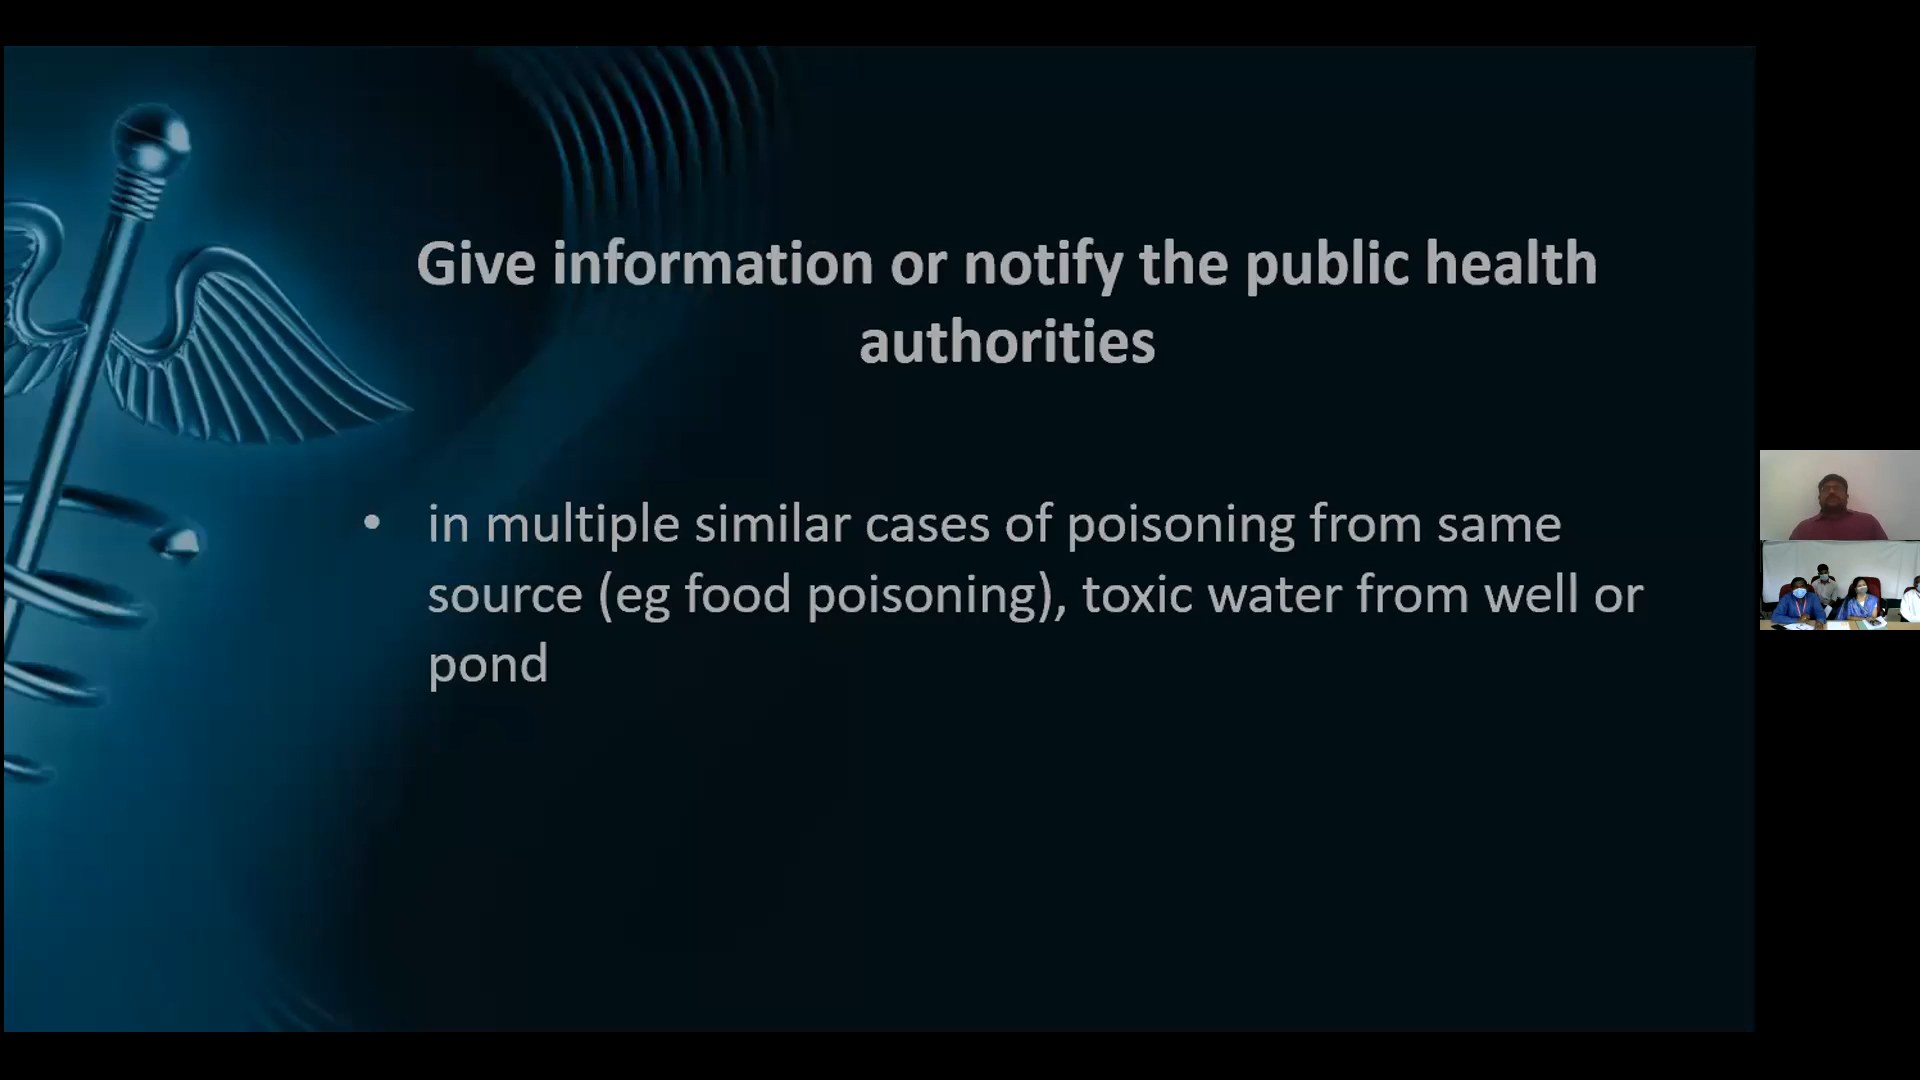 Give information or notify the public health
authorities
• in multiple similar cases of poisoning from same
source (eg food poisoning), toxic water from well or
pond